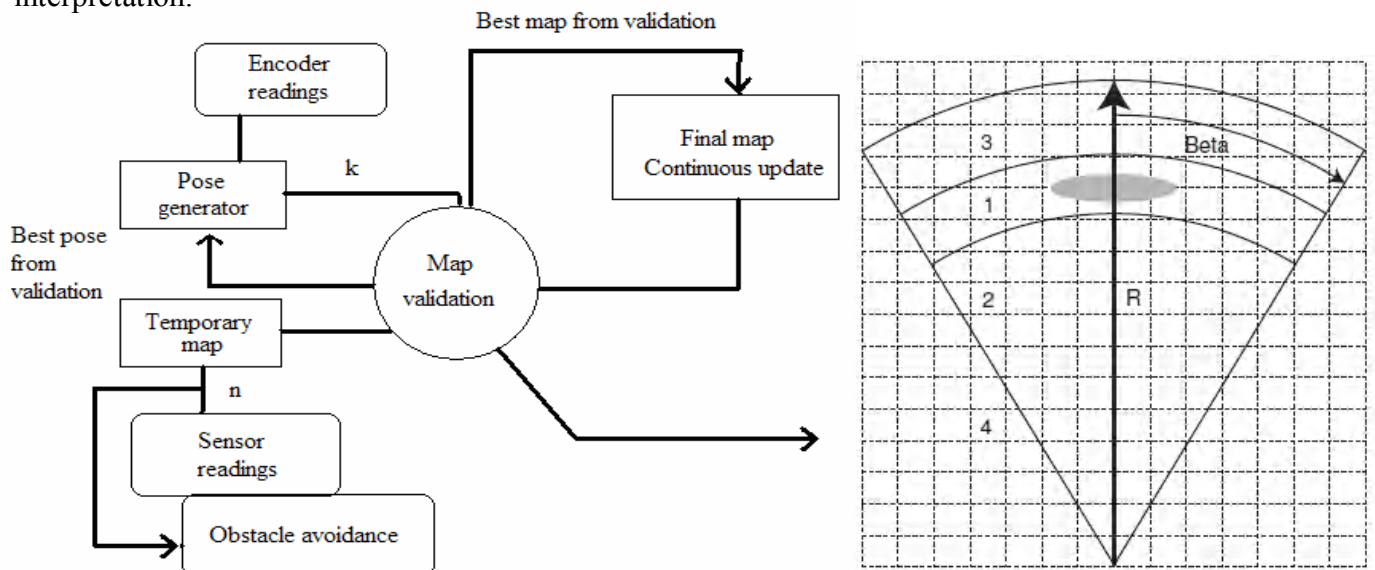 interpretation.
Best map from validation
Encoder
readings
Final map
Continuous update
Pose
generator
k
Best pose
from
validation
Map
validation
Temporary
map
n
Sensor
readings
Obstacle avoidance
3
Beta
1
2
R
4